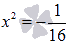 x² = -1/16